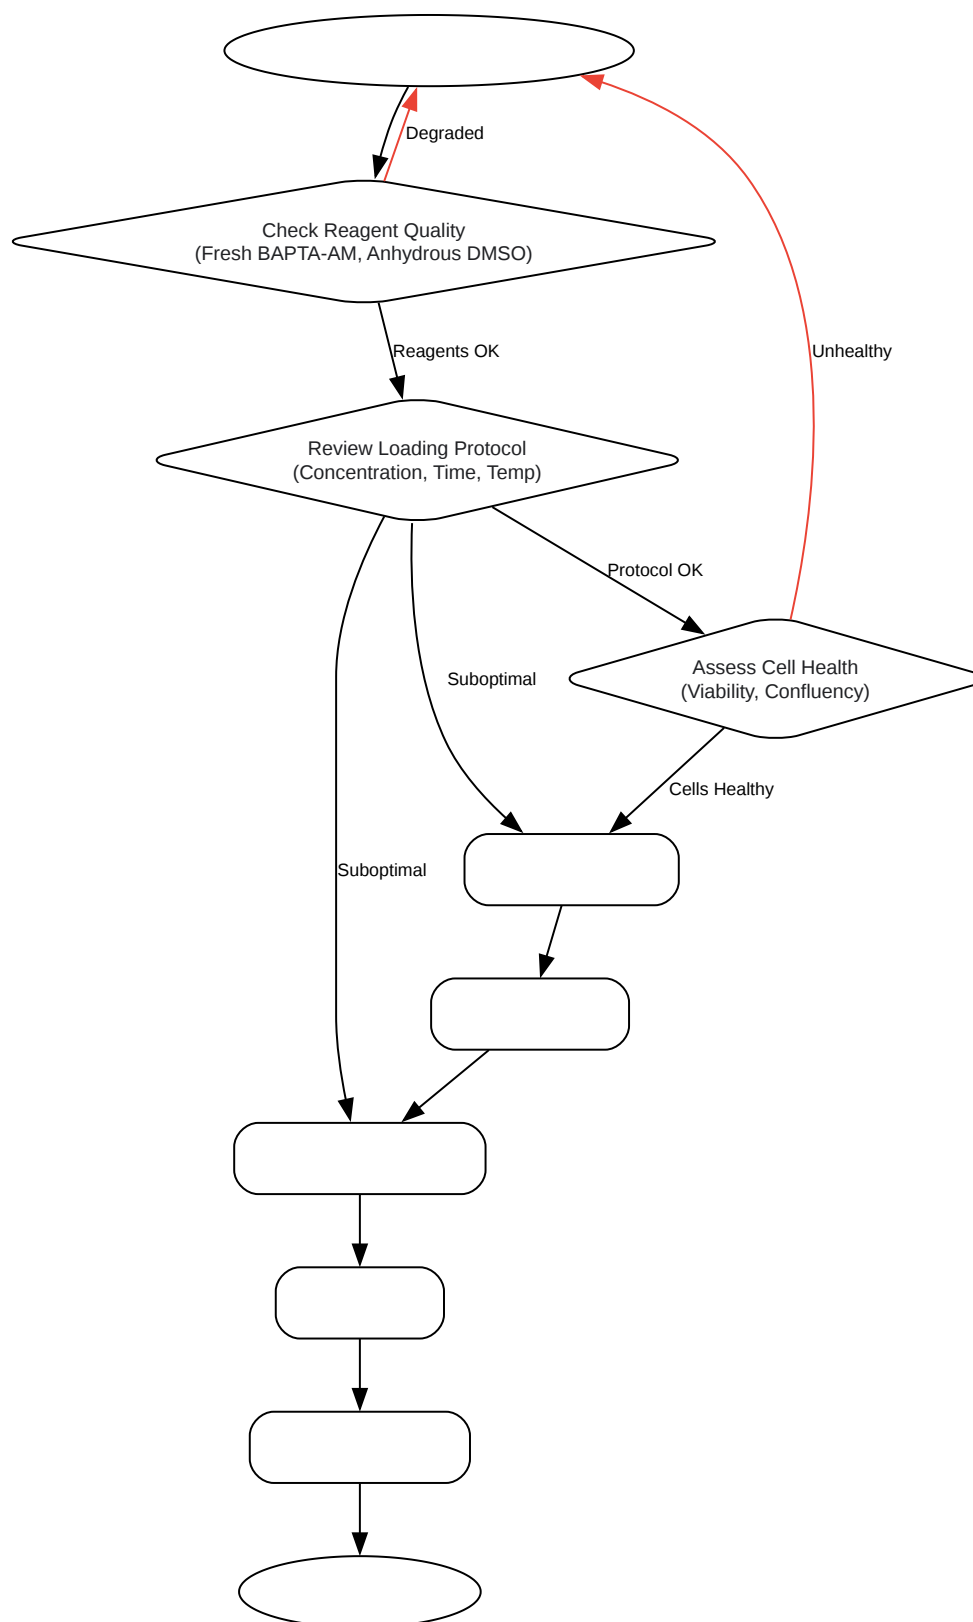 Degraded
Check Reagent Quality
(Fresh BAPTA-AM, Anhydrous DMSO)
Reagents OK
Unhealthy
Review Loading Protocol
(Concentration, Time, Temp)
Protocol OK
Assess Cell Health
(Viability, Confluency)
Suboptimal
Cells Healthy
Suboptimal